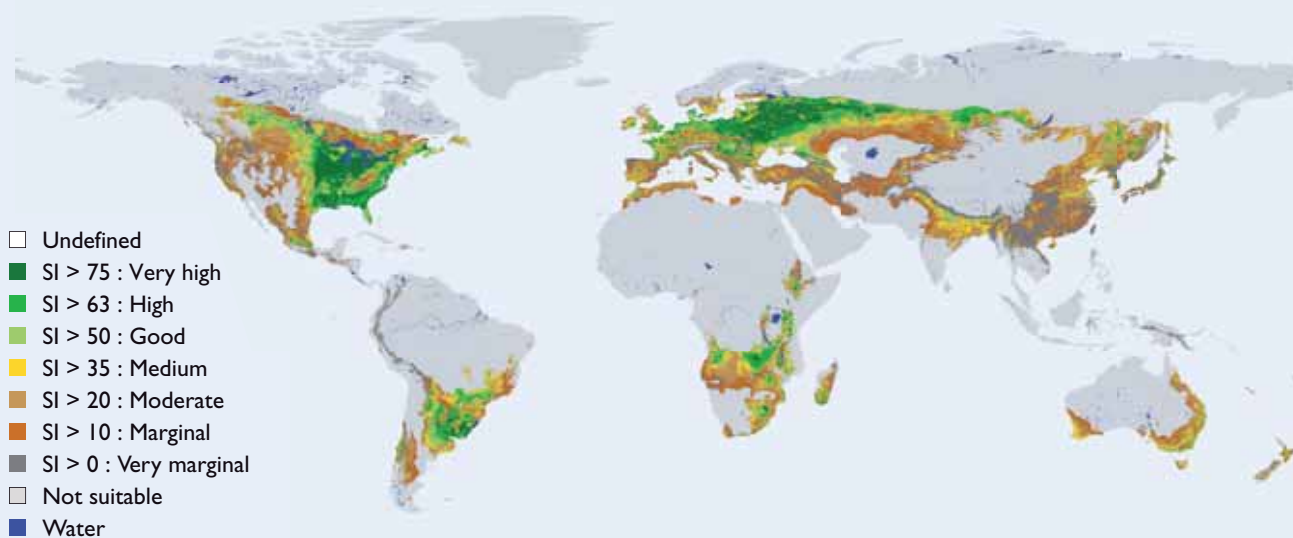 Undefined
SI > 75 : Very high
SI > 63 : High
SI > 50 : Good
SI > 35 : Medium
SI > 20 : Moderate
SI > 10 : Marginal
SI > 0 : Very marginal
Not suitable
Water